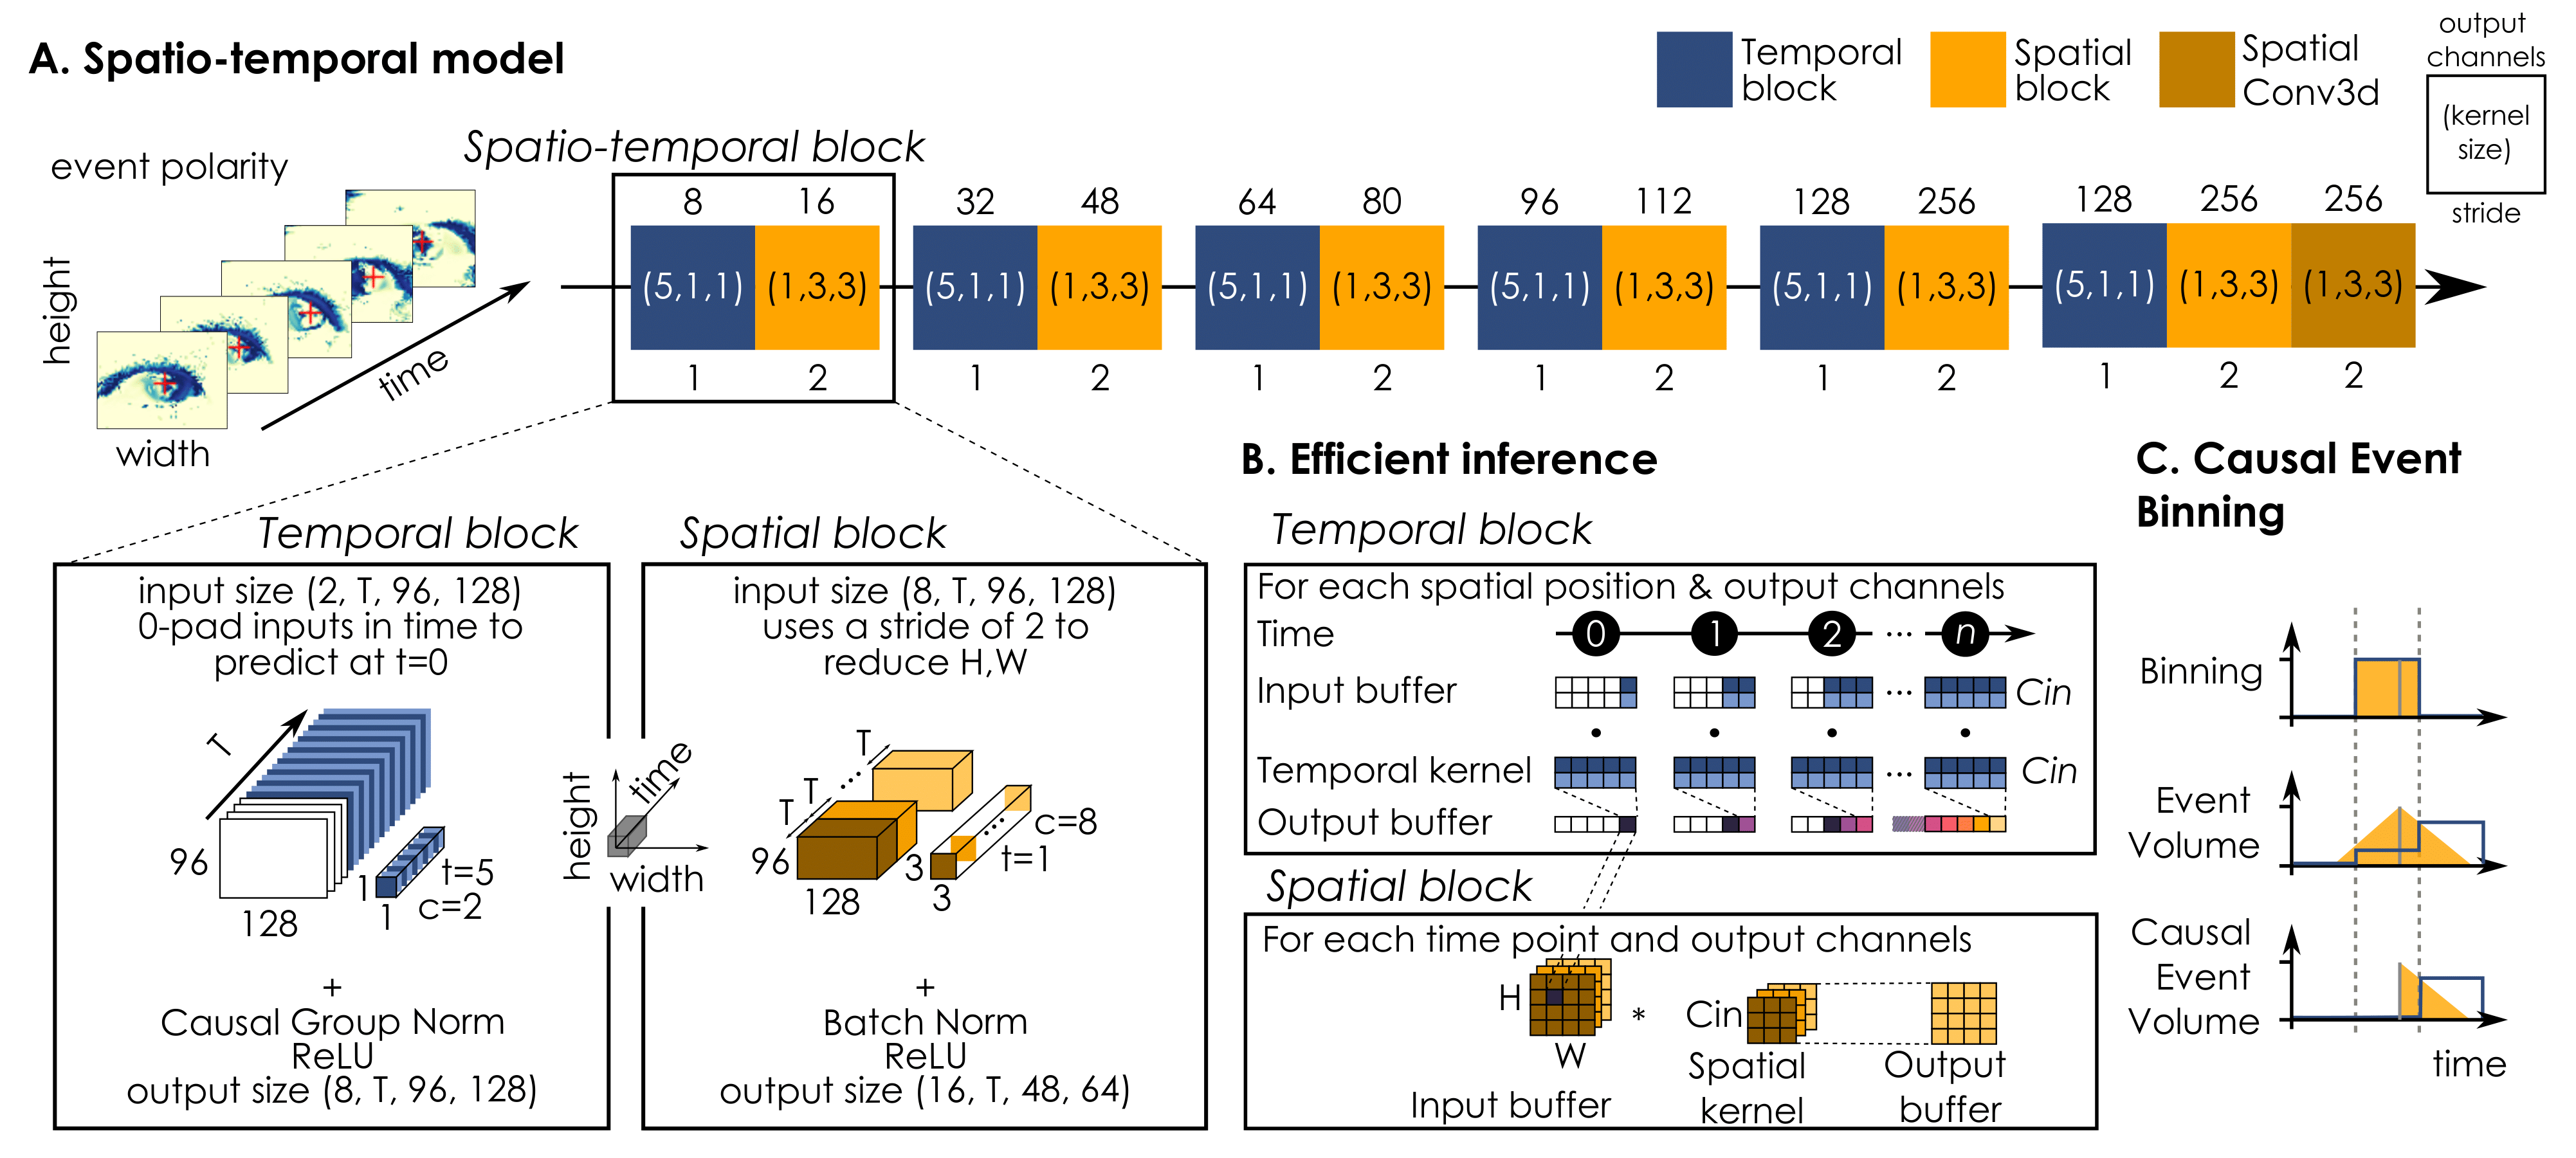 A. Spatio-temporal model
Temporal
block
Spatial
block
Spatial
Conv3d
output
channels
(kernel
size)
stride
event polarity
height
width
time
Spatio-temporal block
8 16 32 48 64 80 96 112 128 256 128 256 256
(5,1,1) (1,3,3) (5,1,1) (1,3,3) (5,1,1) (1,3,3) (5,1,1) (1,3,3) (5,1,1) (1,3,3) (5,1,1) (1,3,3) (1,3,3)
1 2 1 2 1 2 1 2 1 2 1 2 2
Temporal block
input size (2, T, 96, 128)
0-pad inputs in time to
predict at t=0
T
96
128
1
1
t=5
c=2
+
Causal Group Norm
ReLU
output size (8, T, 96, 128)
height
time
width
Spatial block
input size (8, T, 96, 128)
uses a stride of 2 to
reduce H,W
T
T
T
...
96
128
3
3
...
c=8
t=1
+
Batch Norm
ReLU
output size (16, T, 48, 64)
B. Efficient inference
Temporal block
For each spatial position & output channels
Time 0 1 2 ... n
Input buffer ... Cin
Temporal kernel ... Cin
Output buffer
Spatial block
For each time point and output channels
H
W
Input buffer
*
Cin
Spatial
kernel
Output
buffer
C. Causal Event
Binning
Binning
Event
Volume
Causal
Event
Volume
time